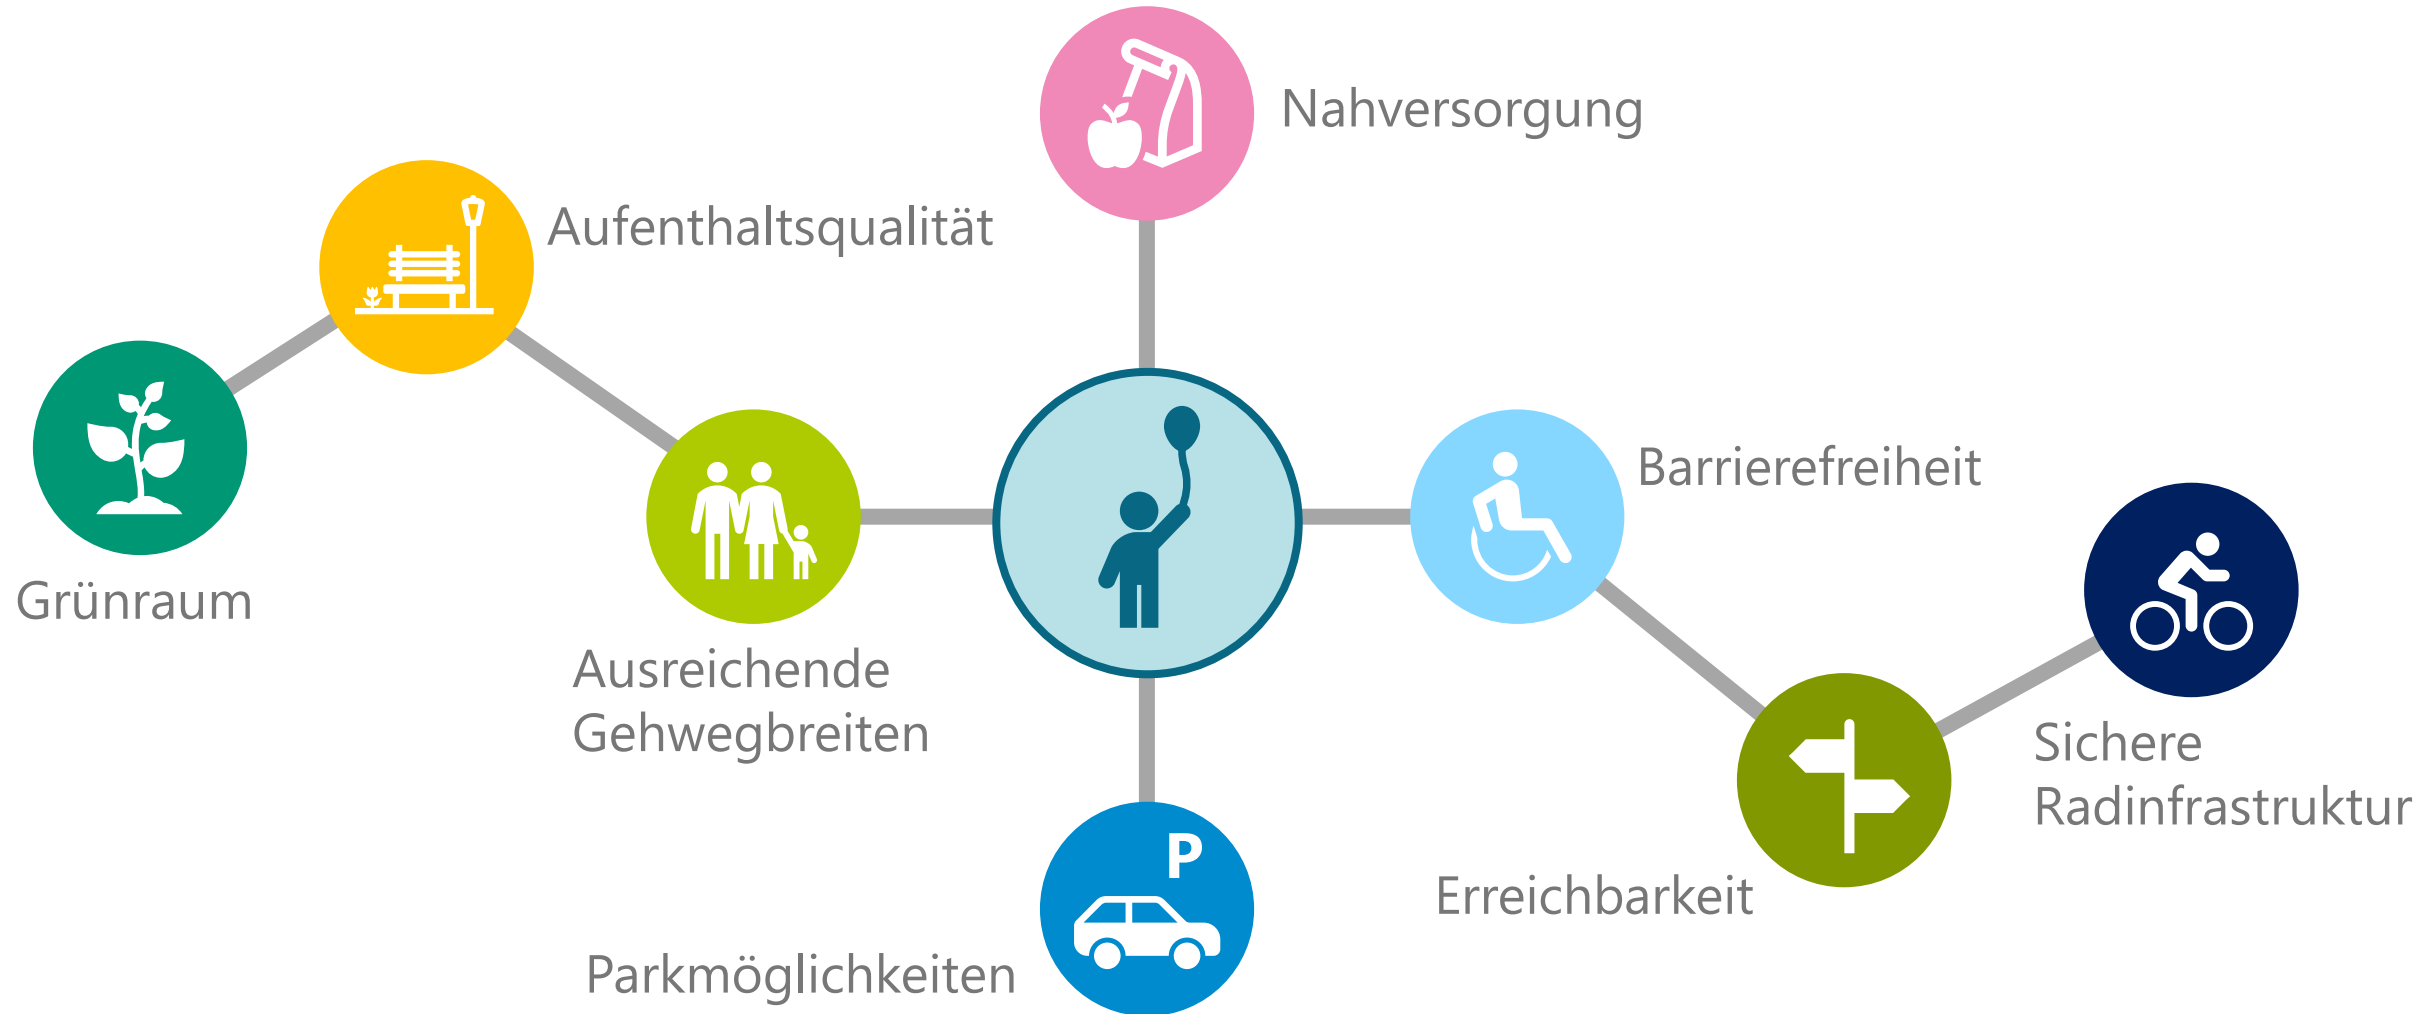 Nahversorgung
Aufenthaltsqualität
Grünraum
Ausreichende
Gehwegbreiten
Barrierefreiheit
Sichere
Radinfrastruktur
Erreichbarkeit
P
Parkmöglichkeiten